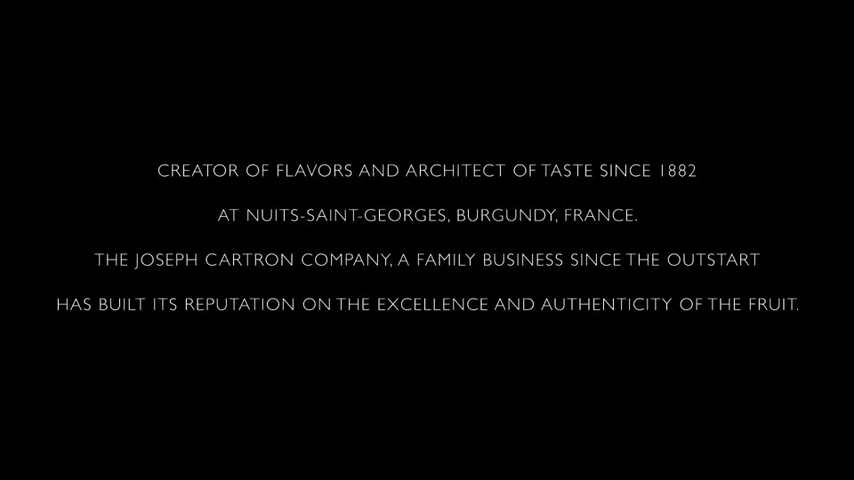 CREATOR OF FLAVORS AND ARCHITECT OF TASTE SINCE 1882
AT NUITS-SAINT-GEORGES, BURGUNDY, FRANCE.
THE JOSEPH CARTRON COMPANY, A FAMILY BUSINESS SINCE THE OUTSTART
HAS BUILT ITS REPUTATION ON THE EXCELLENCE AND AUTHENTICITY OF THE FRUIT.